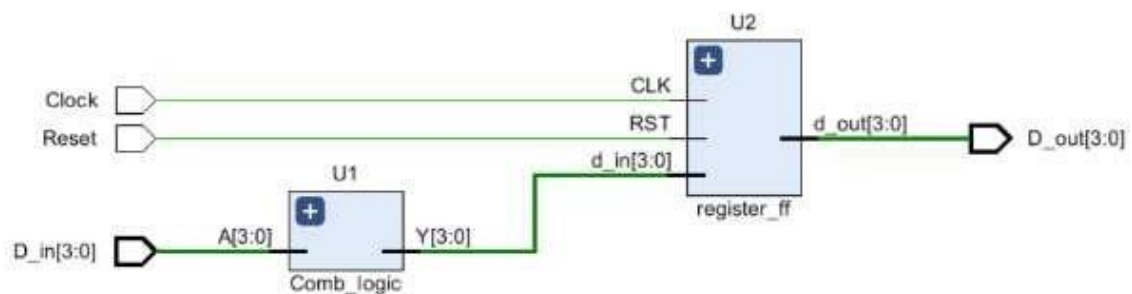 U2
Clock
CLK
Reset
RST
d_in[3:0]
d_out[3:0]
D_out[3:0]
register_ff
U1
D_in[3:0]
A[3:0]
Y[3:0]
Comb_logic